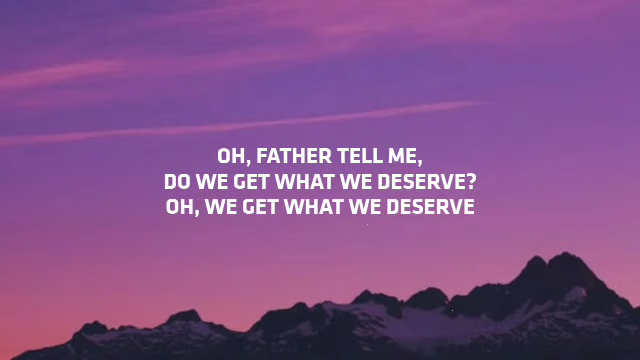 OH, FATHER TELL ME,
DO WE GET WHAT WE DESERVE?
OH, WE GET WHAT WE DESERVE